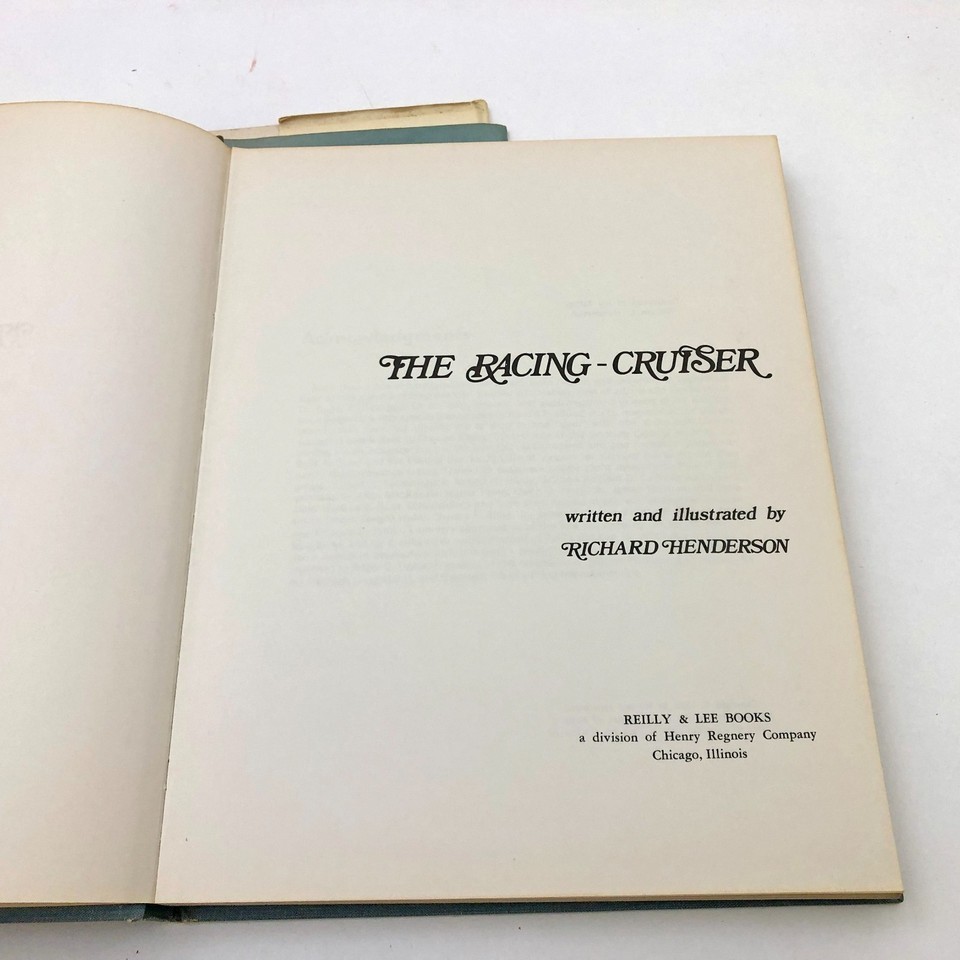 THE RACING-CRUISER
written and illustrated by
RICHARD HENDERSON
REILLY & LEE BOOKS
a division of Henry Regnery Company
Chicago, Illinois